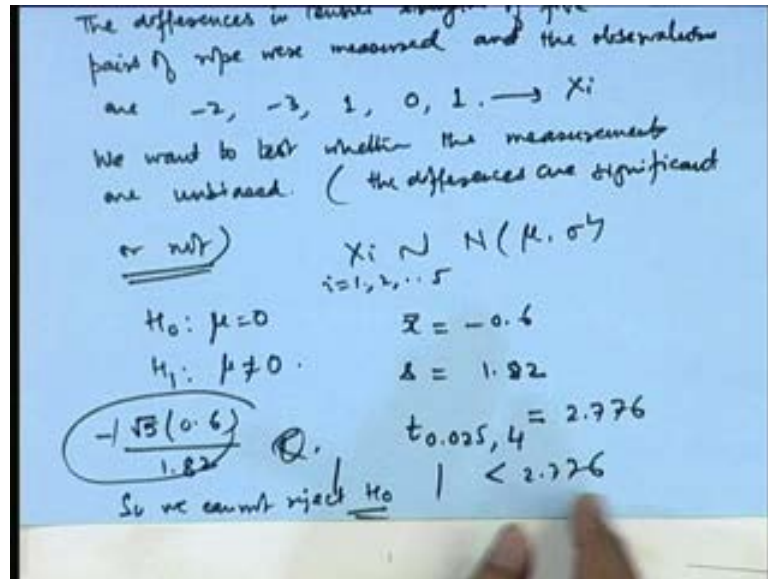 The differences in tensile strength of five
pairs of rope were measured and the observations
are -2, -3, 1, 0, 1. → Xi
We want to test whether the measurements
are unbiased. ( the differences are significant
or not)
Xi ~ N( μ, σ²)
i=1, 2, .. 5
H₀: μ=0
x̄ = -0.6
H₁: μ≠0.
s = 1.82
-| √5 (0.6) / 1.82
t₀.₀₂₅, ₄ = 2.776
| | < 2.776
So we cannot reject H₀